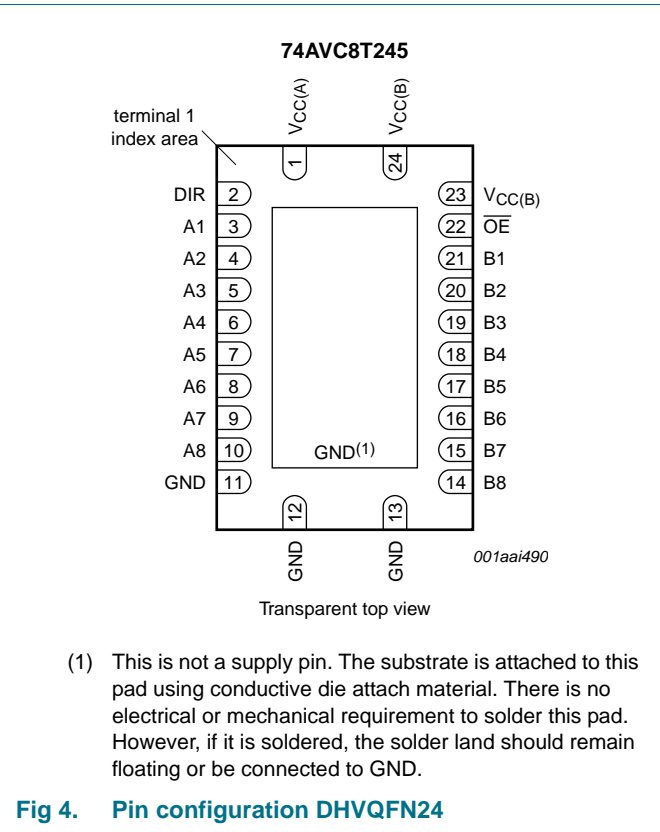 74AVC8T245
VCC(A)
VCC(B)
terminal 1
index area
1
24
DIR 2
23 VCC(B)
A1 3
22 OE
A2 4
21 B1
A3 5
20 B2
A4 6
19 B3
A5 7
18 B4
A6 8
17 B5
A7 9
16 B6
A8 10
GND(1)
15 B7
GND 11
14 B8
12
13
GND
GND
001aai490
Transparent top view
(1) This is not a supply pin. The substrate is attached to this
pad using conductive die attach material. There is no
electrical or mechanical requirement to solder this pad.
However, if it is soldered, the solder land should remain
floating or be connected to GND.
Fig 4. Pin configuration DHVQFN24